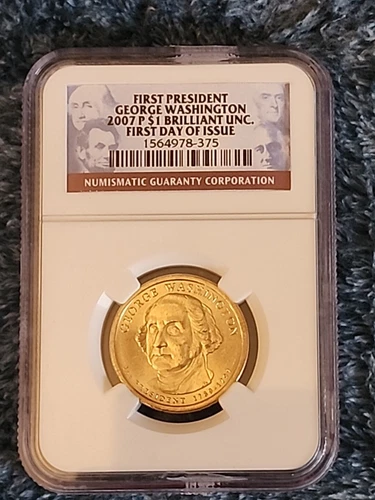 FIRST PRESIDENT
GEORGE WASHINGTON
2007 P $1 BRILLIANT UNC.
FIRST DAY OF ISSUE
1564978-375
NUMISMATIC GUARANTY CORPORATION
GEORGE WASHINGTON
PRESIDENT